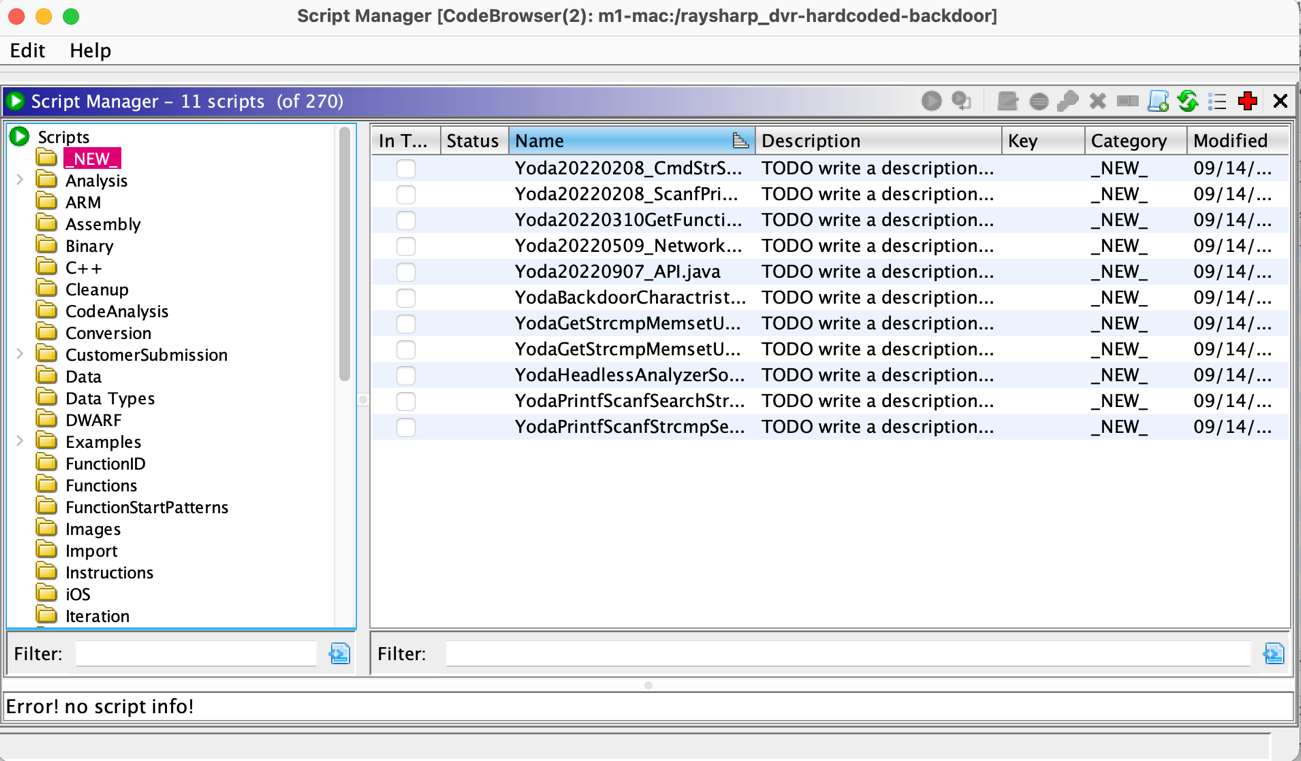 Script Manager [CodeBrowser(2): m1-mac:/raysharp_dvr-hardcoded-backdoor]
Edit Help
Script Manager – 11 scripts (of 270)
Scripts
_NEW_
Analysis
ARM
Assembly
Binary
C++
Cleanup
CodeAnalysis
Conversion
CustomerSubmission
Data
Data Types
DWARF
Examples
FunctionID
Functions
FunctionStartPatterns
Images
Import
Instructions
iOS
Iteration
Filter:
In T... Status Name Description Key Category Modified
Yoda20220208_CmdStrS... TODO write a description... _NEW_ 09/14/...
Yoda20220208_ScanfPri... TODO write a description... _NEW_ 09/14/...
Yoda20220310GetFuncti... TODO write a description... _NEW_ 09/14/...
Yoda20220509_Network... TODO write a description... _NEW_ 09/14/...
Yoda20220907_API.java TODO write a description... _NEW_ 09/14/...
YodaBackdoorCharactrist... TODO write a description... _NEW_ 09/14/...
YodaGetStrcmpMemsetU... TODO write a description... _NEW_ 09/14/...
YodaGetStrcmpMemsetU... TODO write a description... _NEW_ 09/14/...
YodaHeadlessAnalyzerSo... TODO write a description... _NEW_ 09/14/...
YodaPrintfScanfSearchStr... TODO write a description... _NEW_ 09/14/...
YodaPrintfScanfStrcmpSe... TODO write a description... _NEW_ 09/14/...
Filter:
Error! no script info!